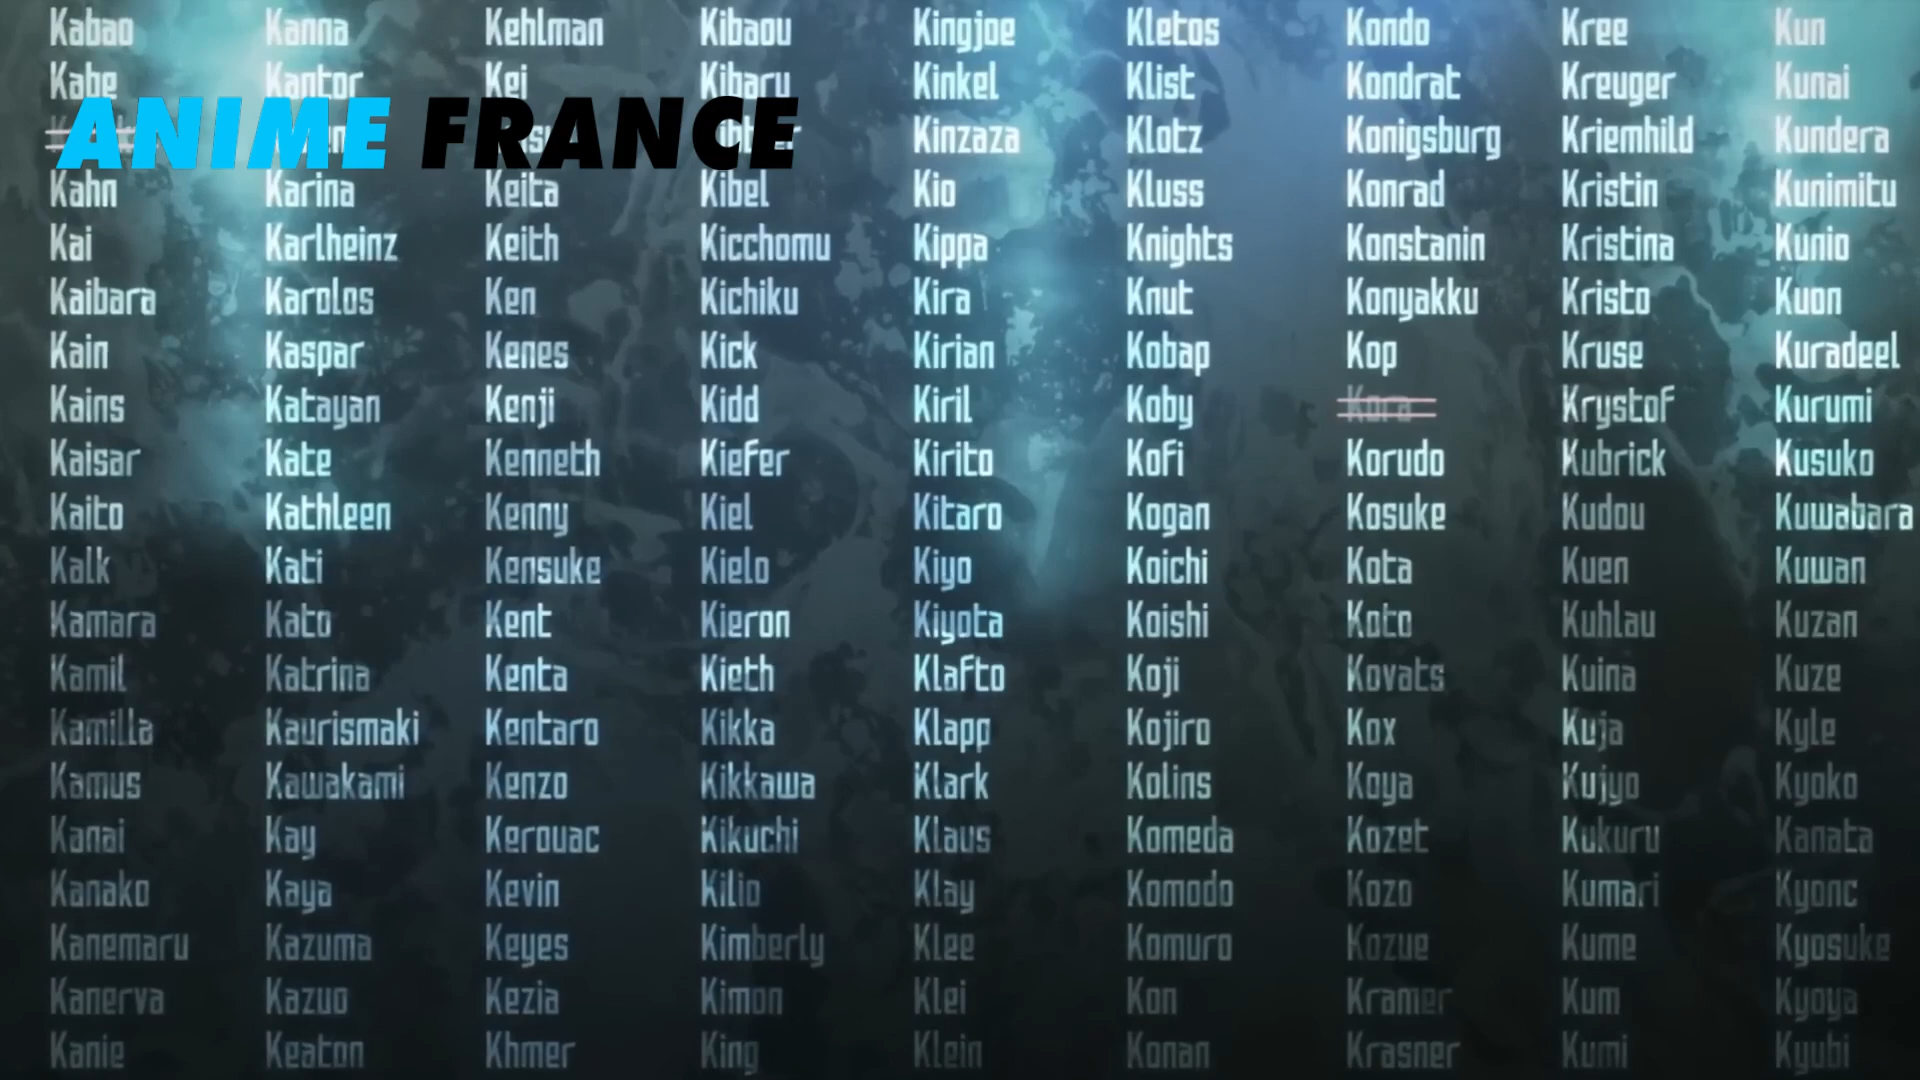 Kabao Kanna Kehlman Kibaou Kingjoe Kletos Kondo Kree Kun
Kabe Kantor Kei Kibaru Kinkel Klist Kondrat Kreuger Kunai
ANIME FRANCE
Kinzaza Klotz Konigsburg Kriemhild Kundera
Kahn Karina Keita Kibel Kio Kluss Konrad Kristin Kunimitu
Kai Karlheinz Keith Kicchomu Kippa Knights Konstanin Kristina Kunio
Kaibara Karolos Ken Kichiku Kira Knut Konyakku Kristo Kuon
Kain Kaspar Kenes Kick Kirian Kobap Kop Kruse Kuradeel
Kains Katayan Kenji Kidd Kiril Koby Kora Krystof Kurumi
Kaisar Kate Kenneth Kiefer Kirito Kofi Korudo Kubrick Kusuko
Kaito Kathleen Kenny Kiel Kitaro Kogan Kosuke Kudou Kuwabara
Kalk Kati Kensuke Kielo Kiyo Koichi Kota Kuen Kuwan
Kamara Kato Kent Kieron Kiyota Koishi Koto Kuhlau Kuzan
Kamil Katrina Kenta Kieth Klafto Koji Kovats Kuina Kuze
Kamilla Kaurismaki Kentaro Kikka Klapp Kojiro Kox Kuja Kyle
Kamus Kawakami Kenzo Kikkawa Klark Kolins Koya Kujyo Kyoko
Kanai Kay Kerouac Kikuchi Klaus Komeda Kozet Kukuru Kanata
Kanako Kaya Kevin Kilio Klay Komodo Kozo Kumari Kyonc
Kanemaru Kazuma Keyes Kimberly Klee Komuro Kozue Kume Kyosuke
Kanerva Kazuo Kezia Kimon Klei Kon Kramer Kum Kyoya
Kanie Keaton Khmer King Klein Konan Krasner Kumi Kyubi